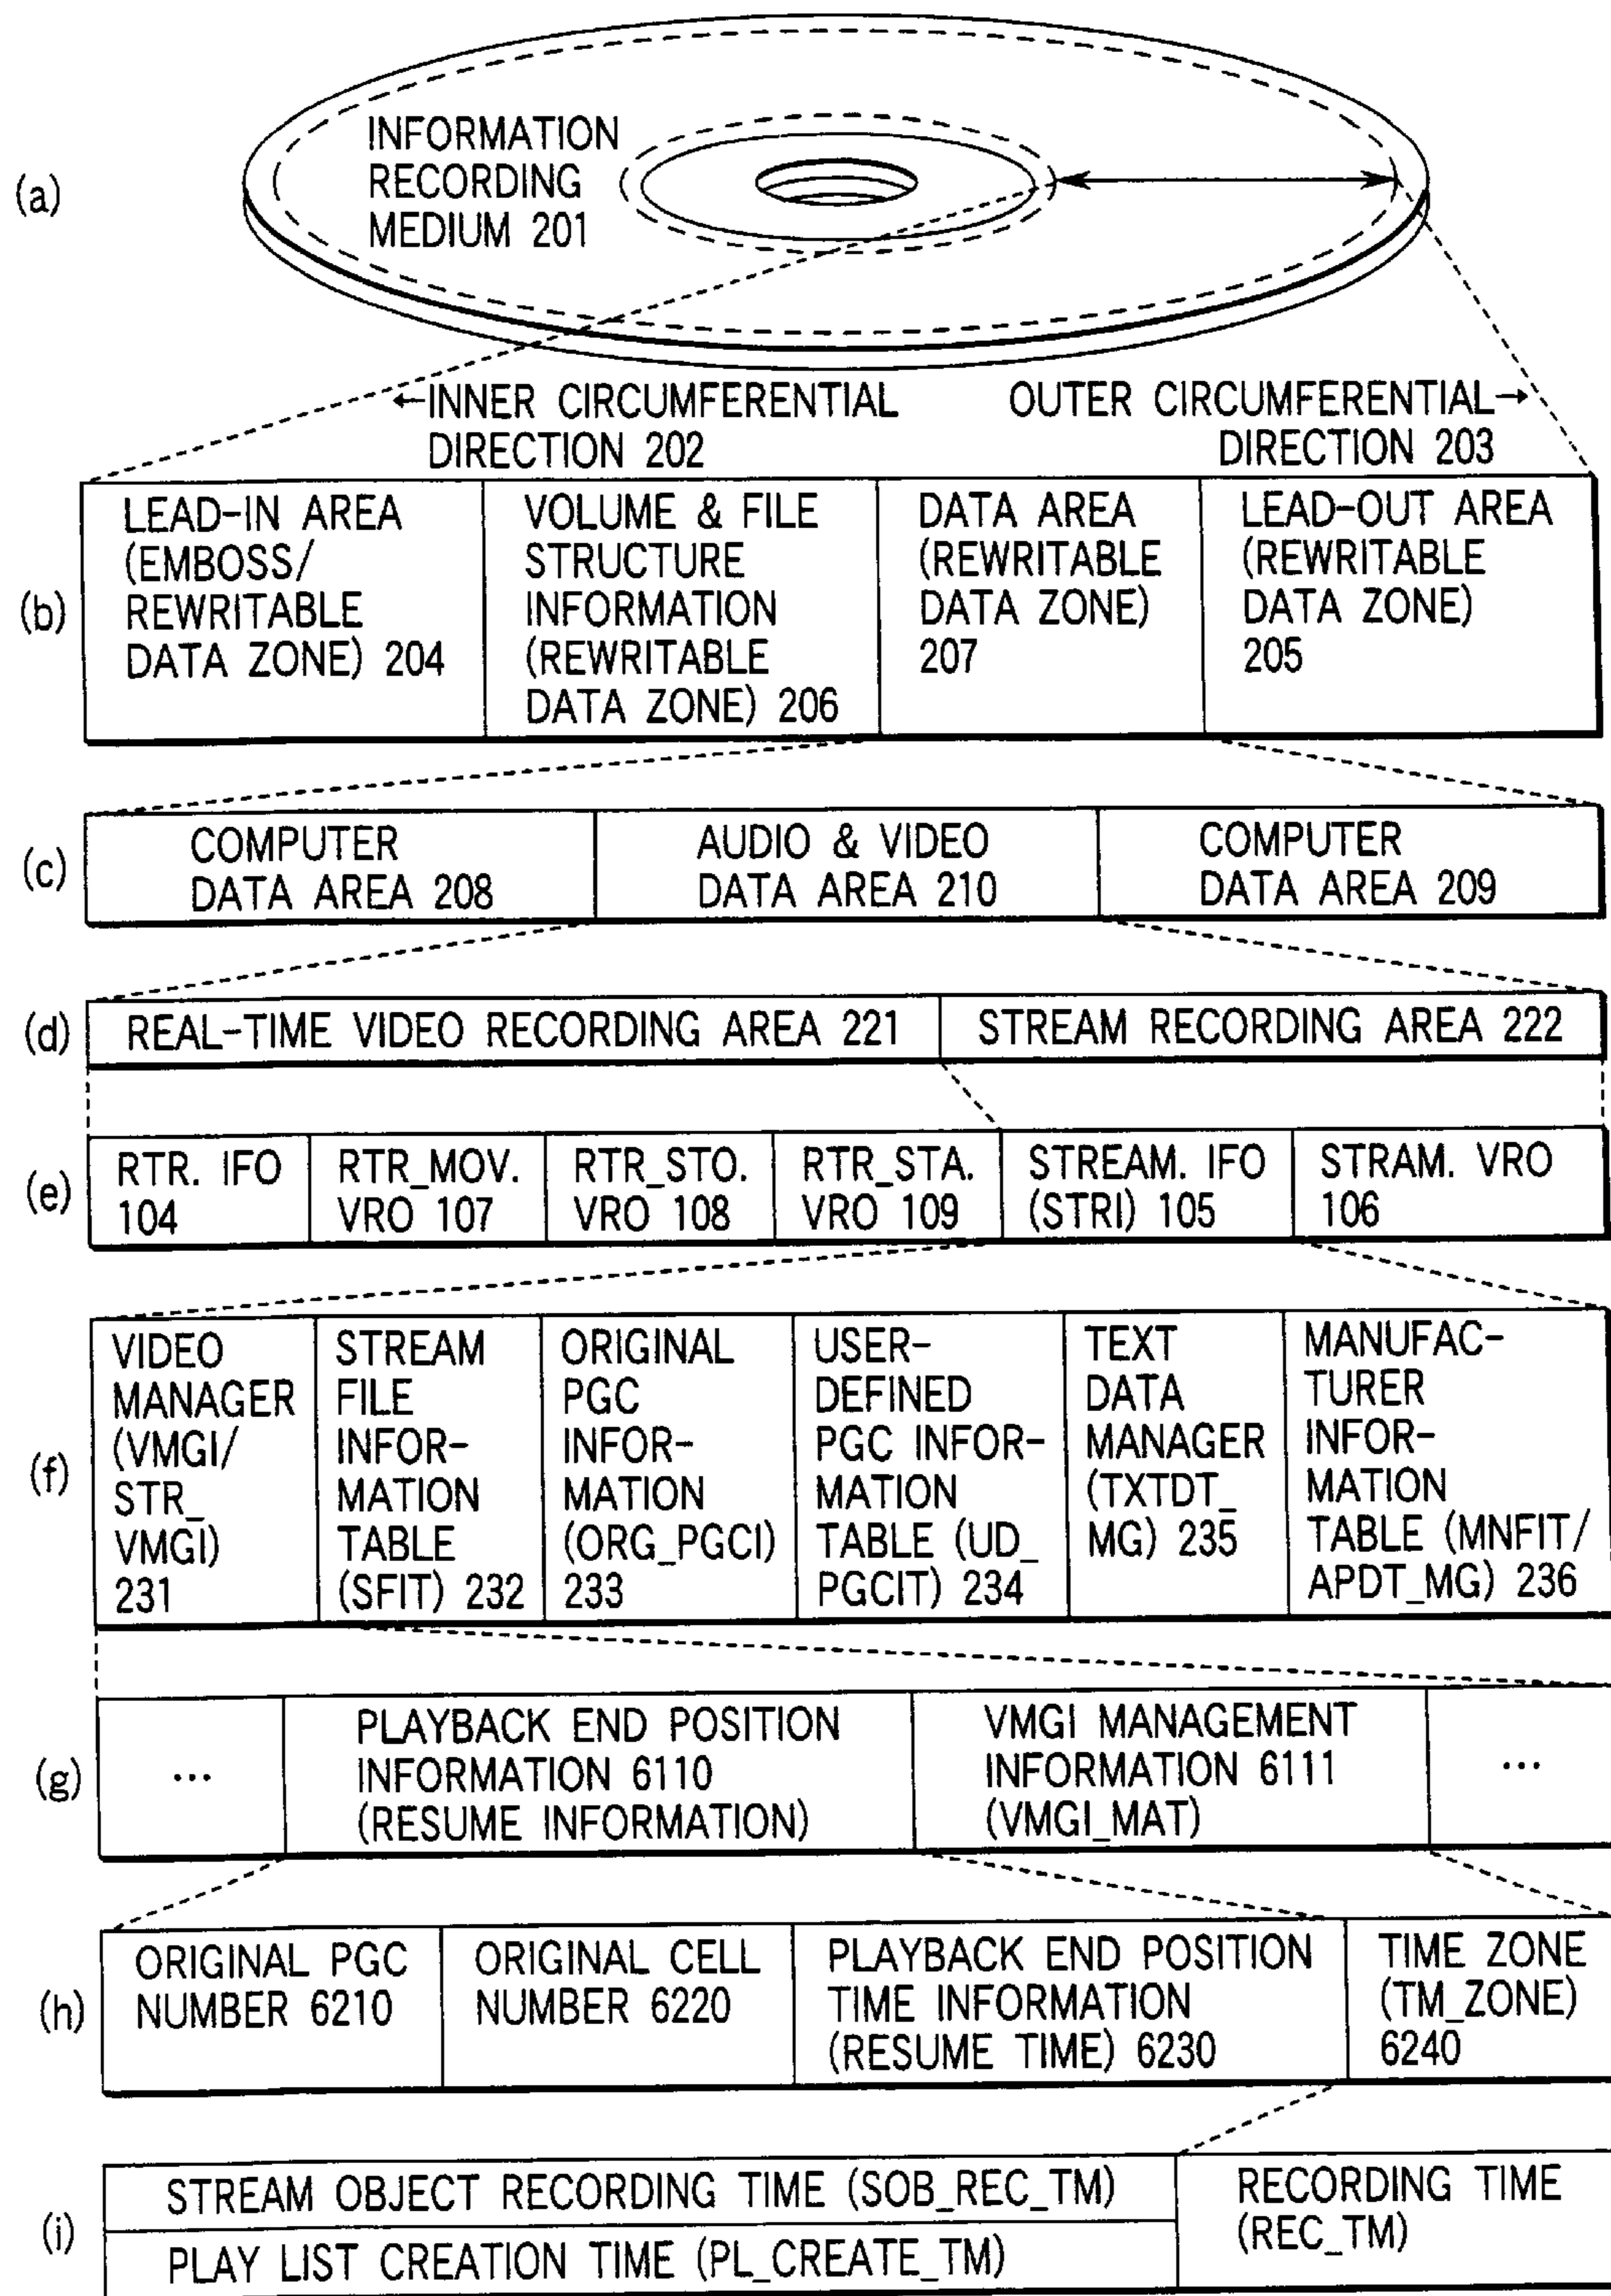 (a)
INFORMATION
RECORDING
MEDIUM 201
←INNER CIRCUMFERENTIAL
DIRECTION 202
OUTER CIRCUMFERENTIAL→
DIRECTION 203
(b)
LEAD-IN AREA
(EMBOSS/
REWRITABLE
DATA ZONE) 204
VOLUME & FILE
STRUCTURE
INFORMATION
(REWRITABLE
DATA ZONE) 206
DATA AREA
(REWRITABLE
DATA ZONE)
207
LEAD-OUT AREA
(REWRITABLE
DATA ZONE)
205
(c)
COMPUTER
DATA AREA 208
AUDIO & VIDEO
DATA AREA 210
COMPUTER
DATA AREA 209
(d)
REAL-TIME VIDEO RECORDING AREA 221
STREAM RECORDING AREA 222
(e)
RTR. IFO
104
RTR_MOV.
VRO 107
RTR_STO.
VRO 108
RTR_STA.
VRO 109
STREAM. IFO
(STRI) 105
STRAM. VRO
106
(f)
VIDEO
MANAGER
(VMGI/
STR_
VMGI)
231
STREAM
FILE
INFOR-
MATION
TABLE
(SFIT) 232
ORIGINAL
PGC
INFOR-
MATION
(ORG_PGCI)
233
USER-
DEFINED
PGC INFOR-
MATION
TABLE (UD_
PGCIT) 234
TEXT
DATA
MANAGER
(TXTDT_
MG) 235
MANUFAC-
TURER
INFOR-
MATION
TABLE (MNFIT/
APDT_MG) 236
(g)
...
PLAYBACK END POSITION
INFORMATION 6110
(RESUME INFORMATION)
VMGI MANAGEMENT
INFORMATION 6111
(VMGI_MAT)
...
(h)
ORIGINAL PGC
NUMBER 6210
ORIGINAL CELL
NUMBER 6220
PLAYBACK END POSITION
TIME INFORMATION
(RESUME TIME) 6230
TIME ZONE
(TM_ZONE)
6240
(i)
STREAM OBJECT RECORDING TIME (SOB_REC_TM)
PLAY LIST CREATION TIME (PL_CREATE_TM)
RECORDING TIME
(REC_TM)